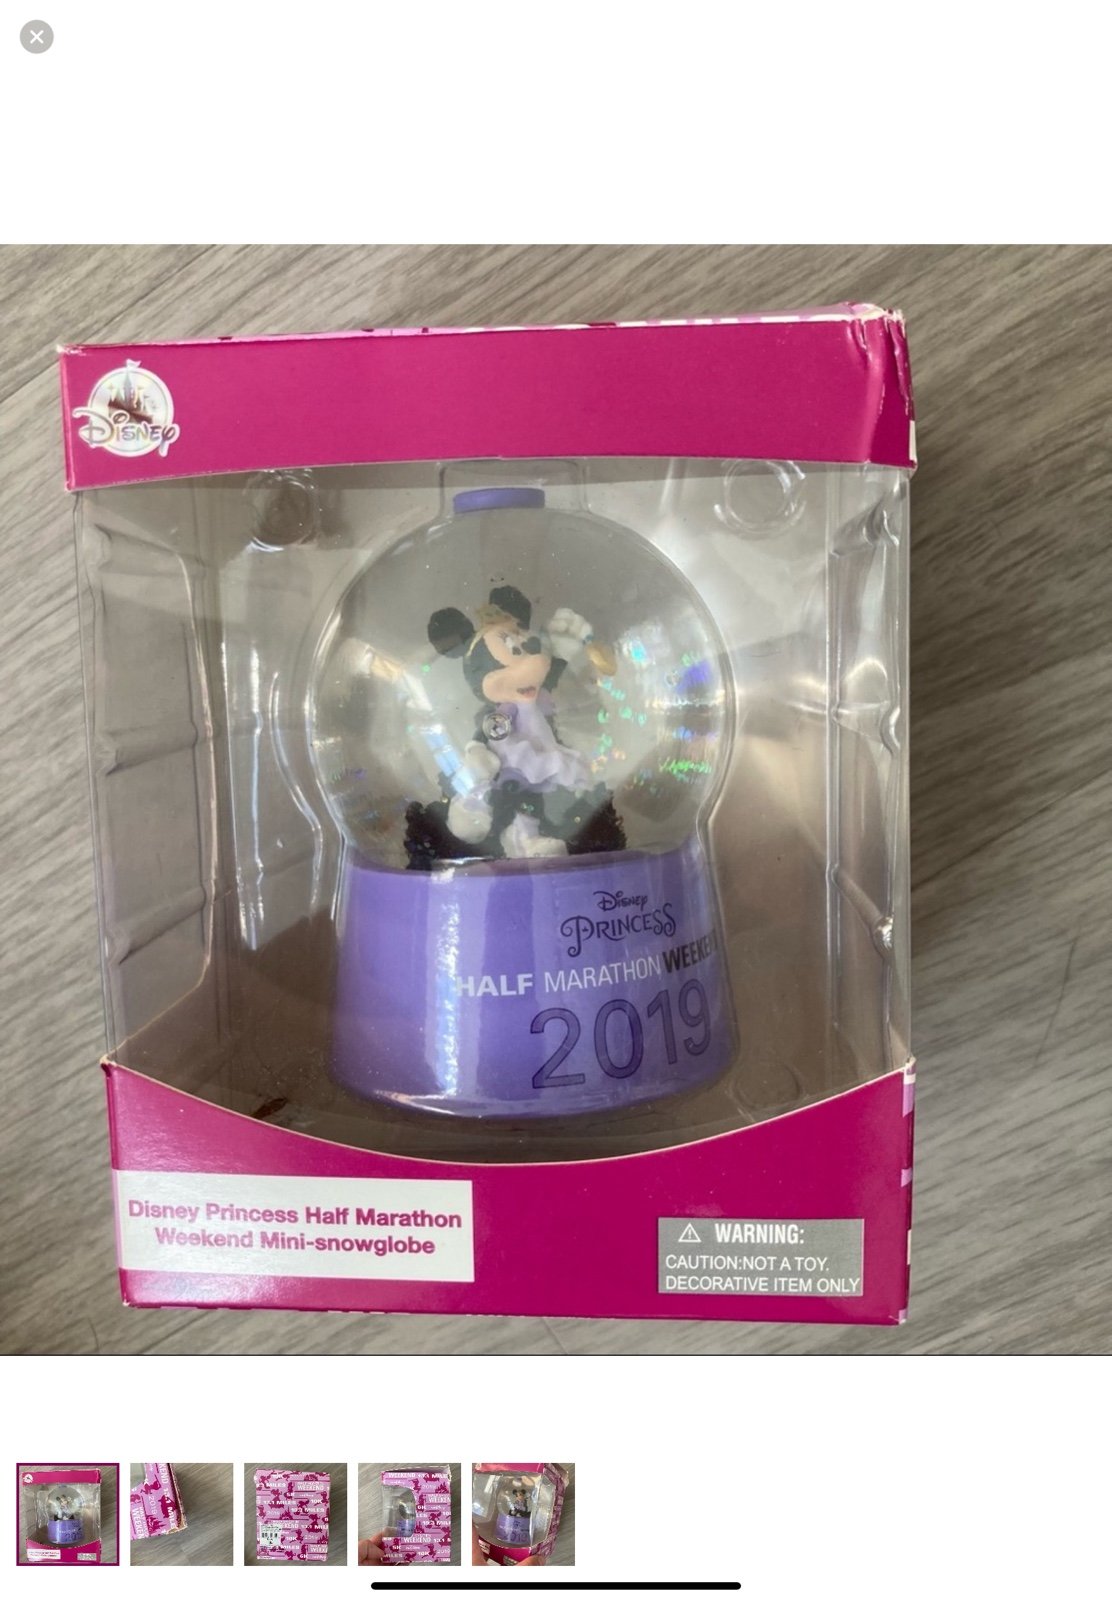 Disney
Disney
PRINCESS
HALF MARATHON WEEKEND
2019
Disney Princess Half Marathon
Weekend Mini-snowglobe
WARNING:
CAUTION:NOT A TOY.
DECORATIVE ITEM ONLY